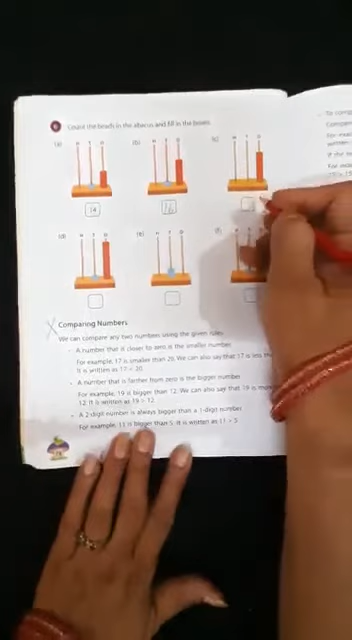 6 Count the beads in the abacus and fill in the boxes.
(a) (b) (c)
H T O H T O H T O
14 16
(d) (e) (f)
H T O H T O
Comparing Numbers
We can compare any two numbers using the given rules.
A number that is closer to zero is the smaller number.
For example, 17 is smaller than 20. We can also say that 17 is less
It is written as 17 < 20.
A number that is farther from zero is the bigger number.
For example, 19 is bigger than 12. We can also say that 19 is more
12. It is written as 19 > 12.
A 2-digit number is always bigger than a 1-digit number.
For example, 11 is bigger than 5. It is written as 11 > 5.